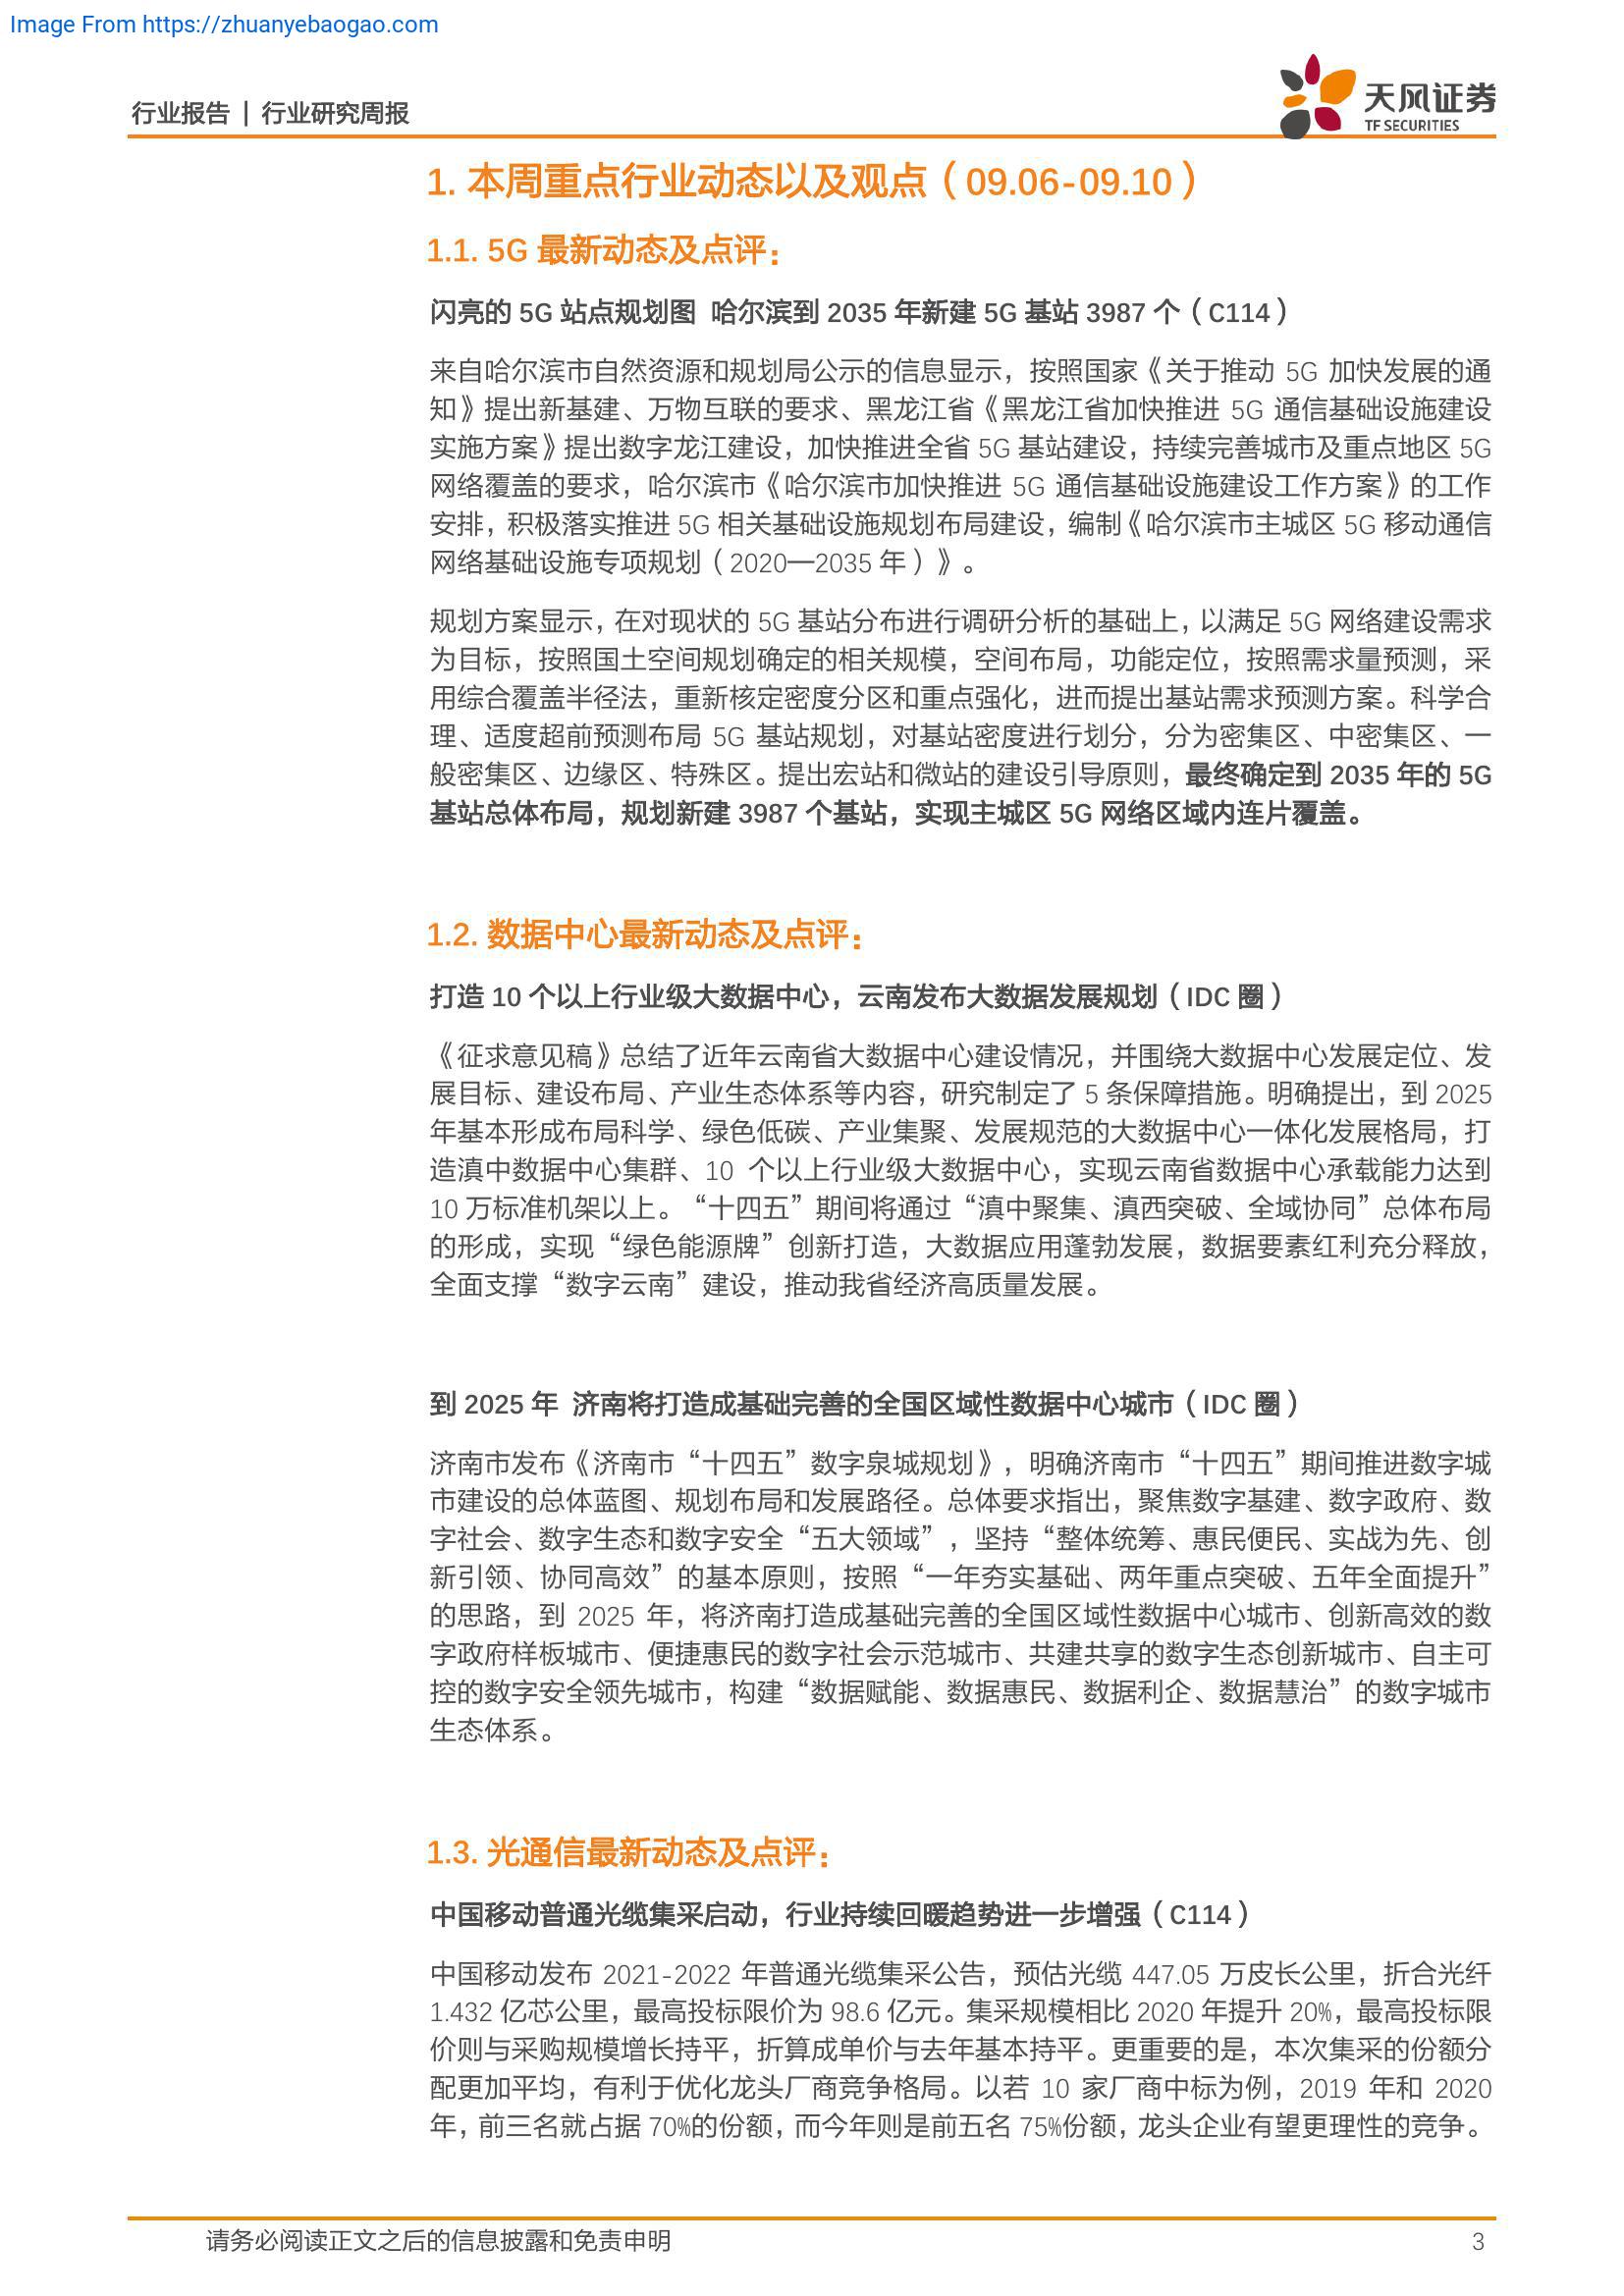 Image From https://zhuanyebaogao.com
行业报告 | 行业研究周报
天风证券
TF SECURITIES
1. 本周重点行业动态以及观点（09.06-09.10）
1.1. 5G 最新动态及点评：
闪亮的 5G 站点规划图 哈尔滨到 2035 年新建 5G 基站 3987 个（C114）
来自哈尔滨市自然资源和规划局公示的信息显示，按照国家《关于推动 5G 加快发展的通
知》提出新基建、万物互联的要求、黑龙江省《黑龙江省加快推进 5G 通信基础设施建设
实施方案》提出数字龙江建设，加快推进全省 5G 基站建设，持续完善城市及重点地区 5G
网络覆盖的要求，哈尔滨市《哈尔滨市加快推进 5G 通信基础设施建设工作方案》的工作
安排，积极落实推进 5G 相关基础设施规划布局建设，编制《哈尔滨市主城区 5G 移动通信
网络基础设施专项规划（2020—2035 年）》。
规划方案显示，在对现状的 5G 基站分布进行调研分析的基础上，以满足 5G 网络建设需求
为目标，按照国土空间规划确定的相关规模，空间布局，功能定位，按照需求量预测，采
用综合覆盖半径法，重新核定密度分区和重点强化，进而提出基站需求预测方案。科学合
理、适度超前预测布局 5G 基站规划，对基站密度进行划分，分为密集区、中密集区、一
般密集区、边缘区、特殊区。提出宏站和微站的建设引导原则，最终确定到 2035 年的 5G
基站总体布局，规划新建 3987 个基站，实现主城区 5G 网络区域内连片覆盖。
1.2. 数据中心最新动态及点评：
打造 10 个以上行业级大数据中心，云南发布大数据发展规划（IDC 圈）
《征求意见稿》总结了近年云南省大数据中心建设情况，并围绕大数据中心发展定位、发
展目标、建设布局、产业生态体系等内容，研究制定了 5 条保障措施。明确提出，到 2025
年基本形成布局科学、绿色低碳、产业集聚、发展规范的大数据中心一体化发展格局，打
造滇中数据中心集群、10 个以上行业级大数据中心，实现云南省数据中心承载能力达到
10 万标准机架以上。“十四五”期间将通过“滇中聚集、滇西突破、全域协同”总体布局
的形成，实现“绿色能源牌”创新打造，大数据应用蓬勃发展，数据要素红利充分释放，
全面支撑“数字云南”建设，推动我省经济高质量发展。
到 2025 年 济南将打造成基础完善的全国区域性数据中心城市（IDC 圈）
济南市发布《济南市“十四五”数字泉城规划》，明确济南市“十四五”期间推进数字城
市建设的总体蓝图、规划布局和发展路径。总体要求指出，聚焦数字基建、数字政府、数
字社会、数字生态和数字安全“五大领域”，坚持“整体统筹、惠民便民、实战为先、创
新引领、协同高效”的基本原则，按照“一年夯实基础、两年重点突破、五年全面提升”
的思路，到 2025 年，将济南打造成基础完善的全国区域性数据中心城市、创新高效的数
字政府样板城市、便捷惠民的数字社会示范城市、共建共享的数字生态创新城市、自主可
控的数字安全领先城市，构建“数据赋能、数据惠民、数据利企、数据慧治”的数字城市
生态体系。
1.3. 光通信最新动态及点评：
中国移动普通光缆集采启动，行业持续回暖趋势进一步增强（C114）
中国移动发布 2021-2022 年普通光缆集采公告，预估光缆 447.05 万皮长公里，折合光纤
1.432 亿芯公里，最高投标限价为 98.6 亿元。集采规模相比 2020 年提升 20%，最高投标限
价则与采购规模增长持平，折算成单价与去年基本持平。更重要的是，本次集采的份额分
配更加平均，有利于优化龙头厂商竞争格局。以若 10 家厂商中标为例，2019 年和 2020
年，前三名就占据 70%的份额，而今年则是前五名 75%份额，龙头企业有望更理性的竞争。
请务必阅读正文之后的信息披露和免责申明
3